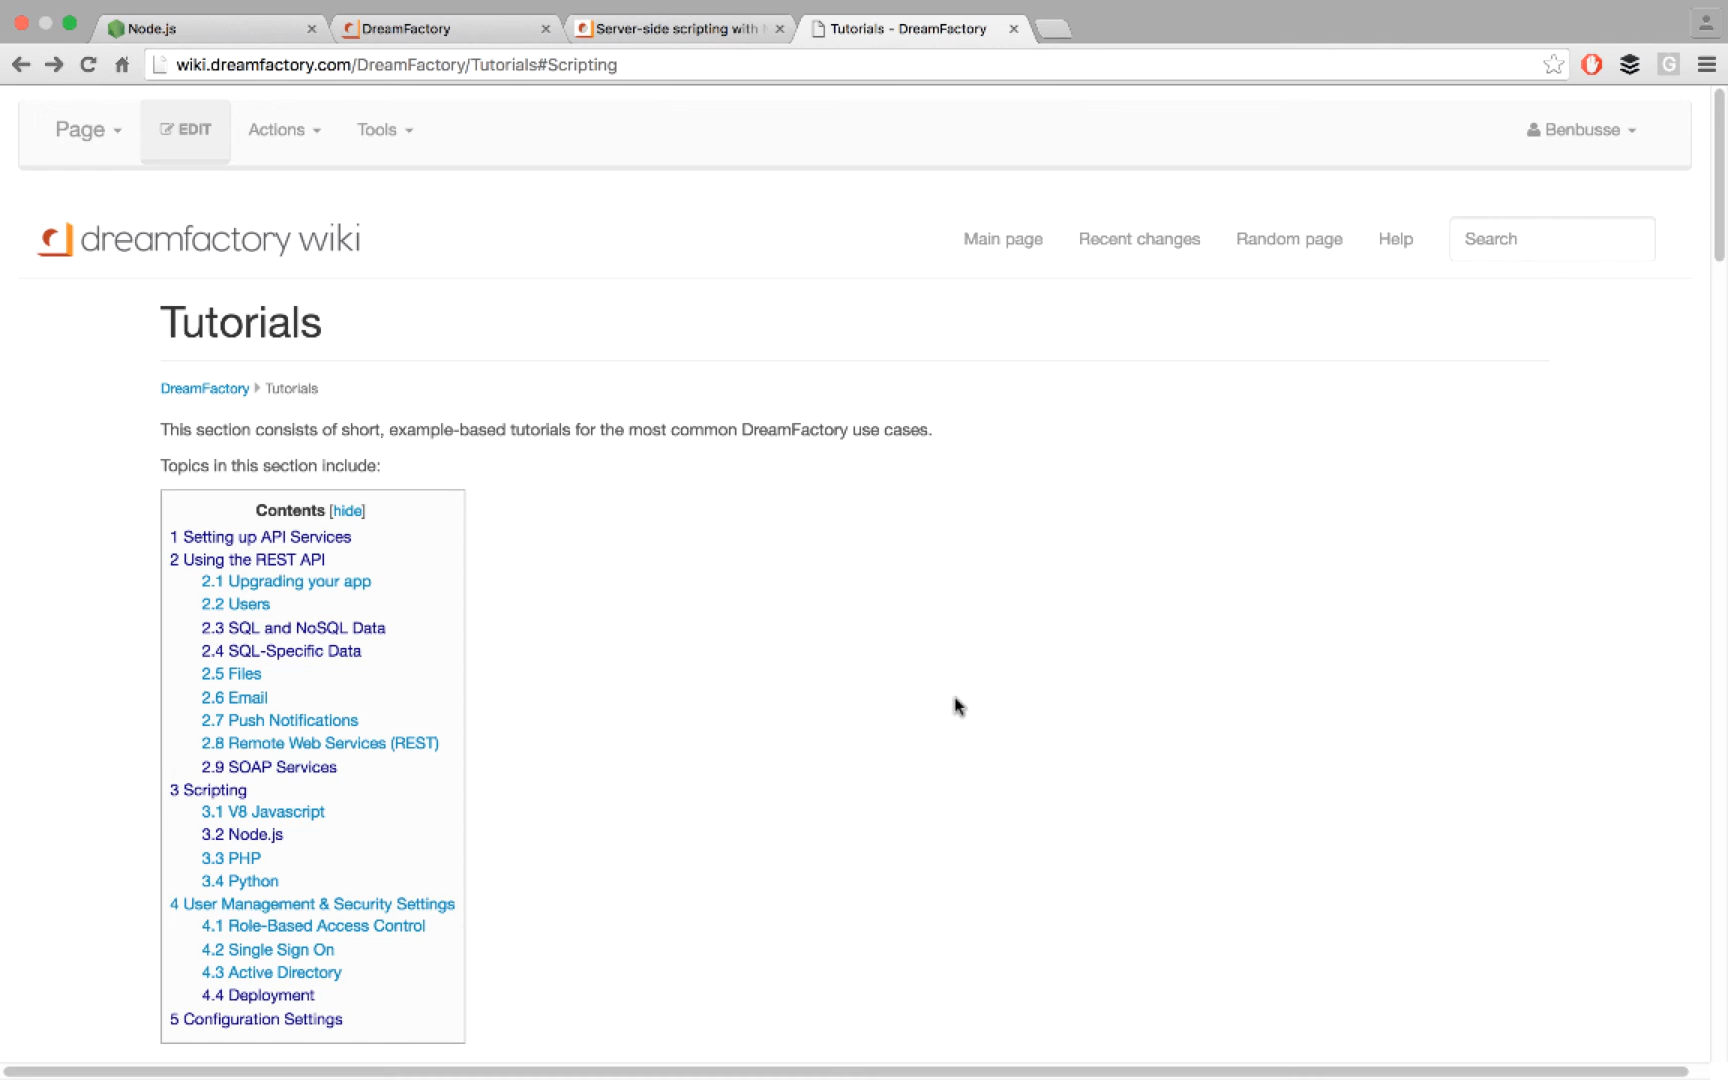 Node.js
DreamFactory
Server-side scripting with
Tutorials - DreamFactory
wiki.dreamfactory.com/DreamFactory/Tutorials#Scripting
G
Page
EDIT
Actions
Tools
Benbusse
dreamfactory wiki
Main page
Recent changes
Random page
Help
Search
Tutorials
DreamFactory Tutorials
This section consists of short, example-based tutorials for the most common DreamFactory use cases.
Topics in this section include:
Contents [hide]
1 Setting up API Services
2 Using the REST API
2.1 Upgrading your app
2.2 Users
2.3 SQL and NoSQL Data
2.4 SQL-Specific Data
2.5 Files
2.6 Email
2.7 Push Notifications
2.8 Remote Web Services (REST)
2.9 SOAP Services
3 Scripting
3.1 V8 Javascript
3.2 Node.js
3.3 PHP
3.4 Python
4 User Management & Security Settings
4.1 Role-Based Access Control
4.2 Single Sign On
4.3 Active Directory
4.4 Deployment
5 Configuration Settings